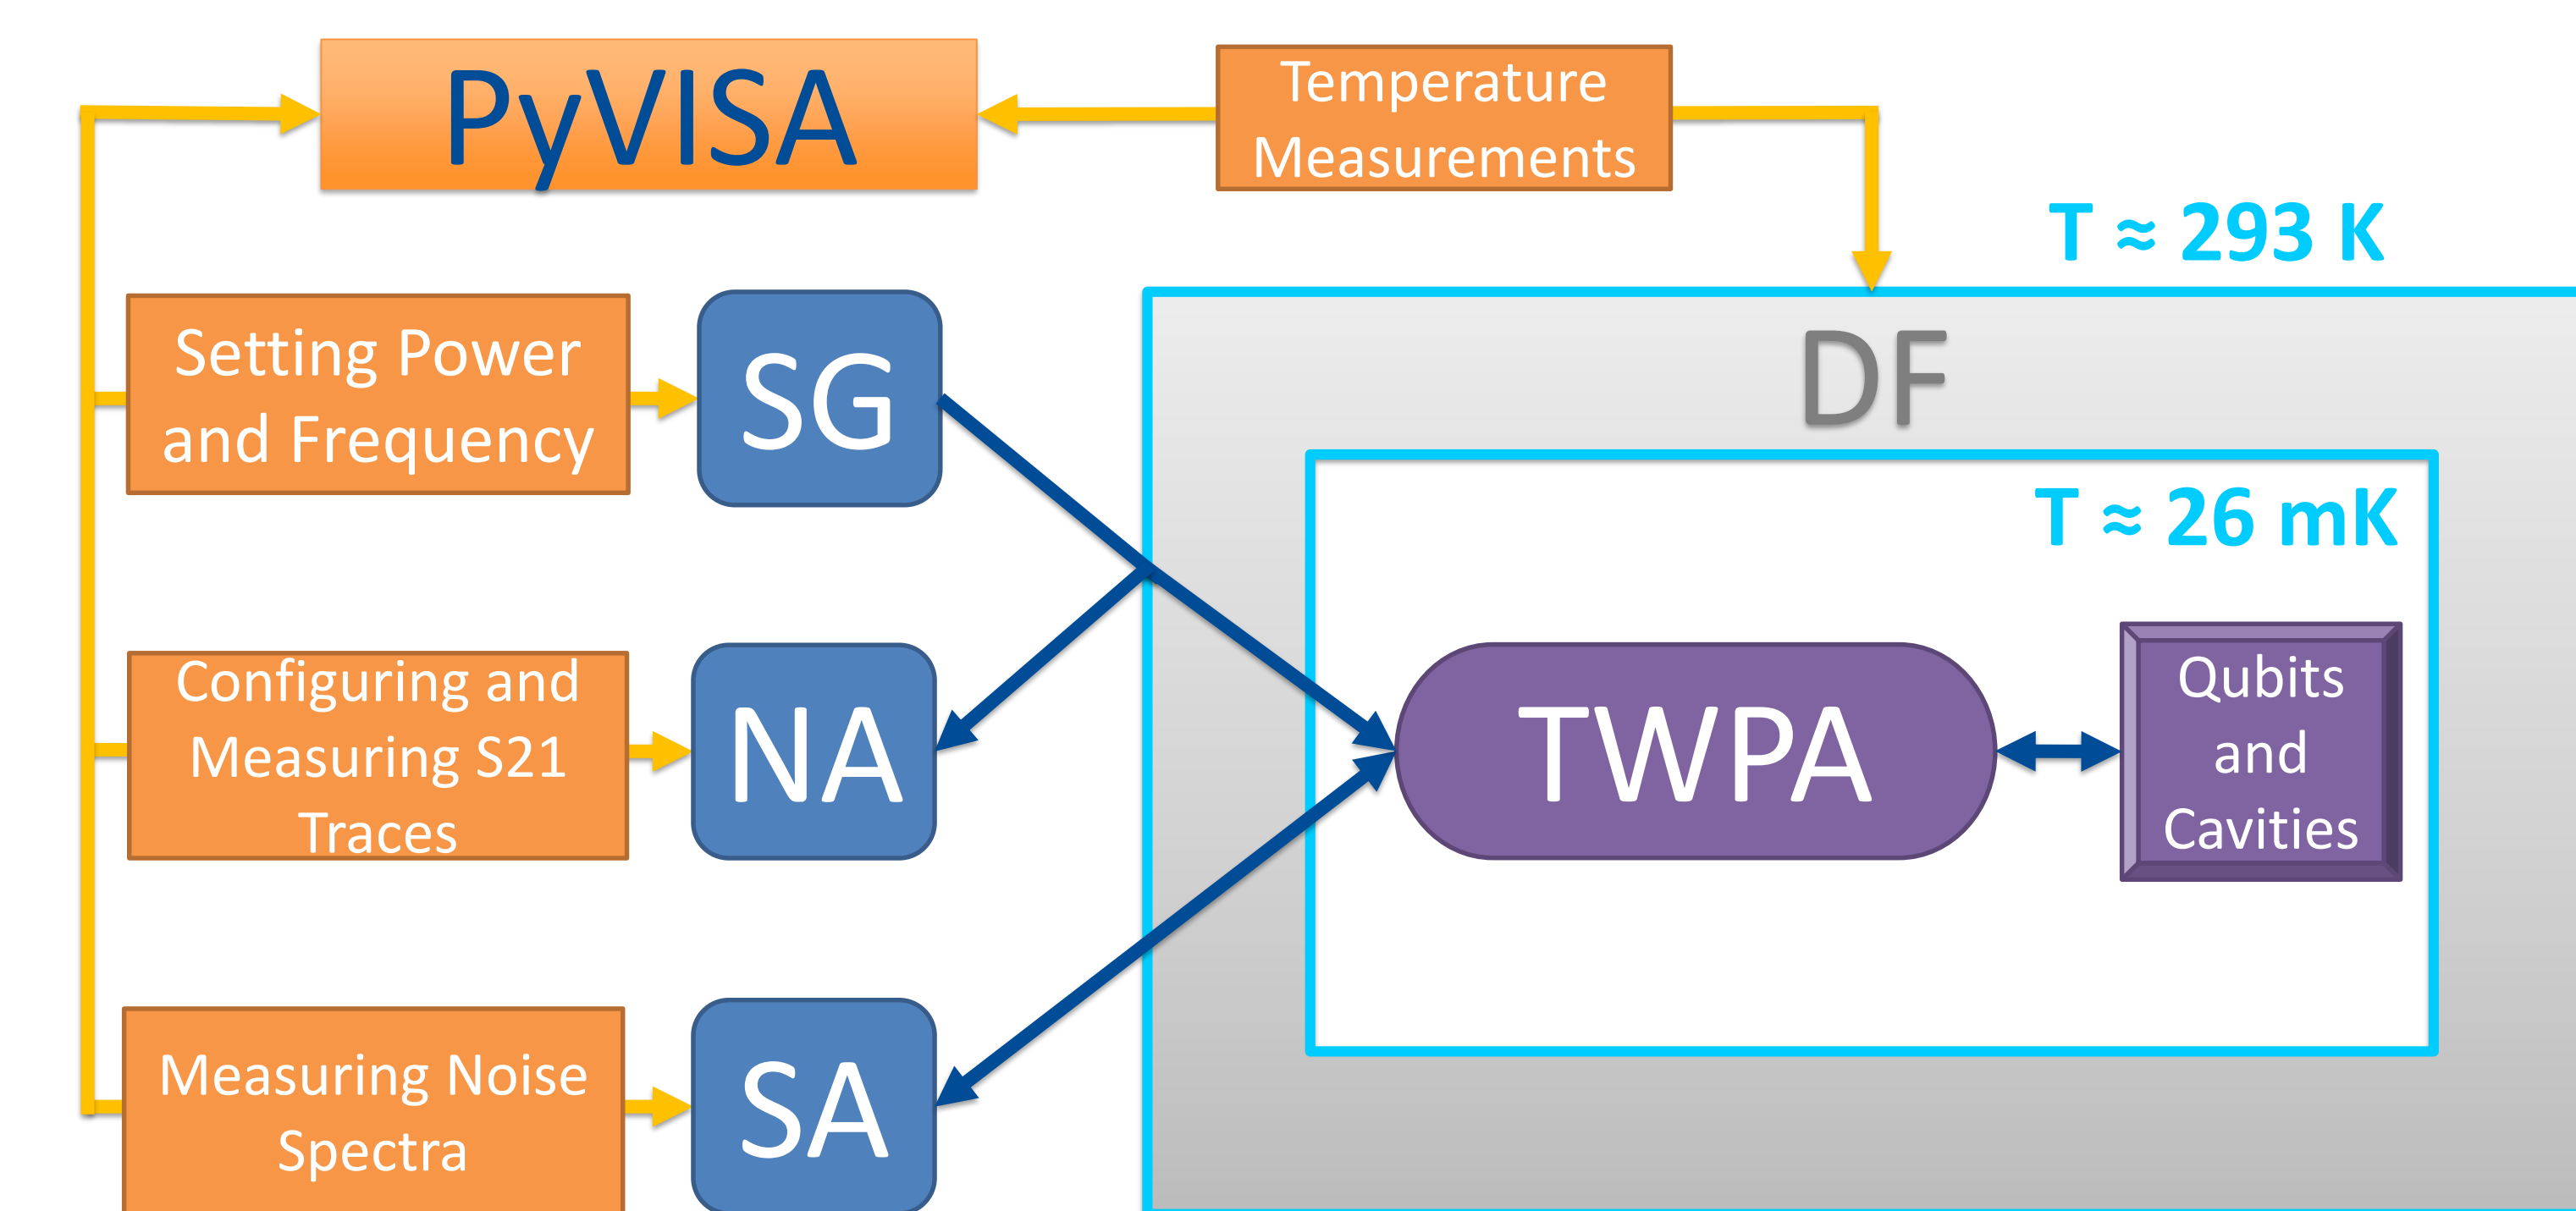 PyVISA
Temperature
Measurements
T ≈ 293 K
Setting Power
and Frequency
SG
DF
T ≈ 26 mK
Configuring and
Measuring S21
Traces
NA
TWPA
Qubits
and
Cavities
Measuring Noise
Spectra
SA